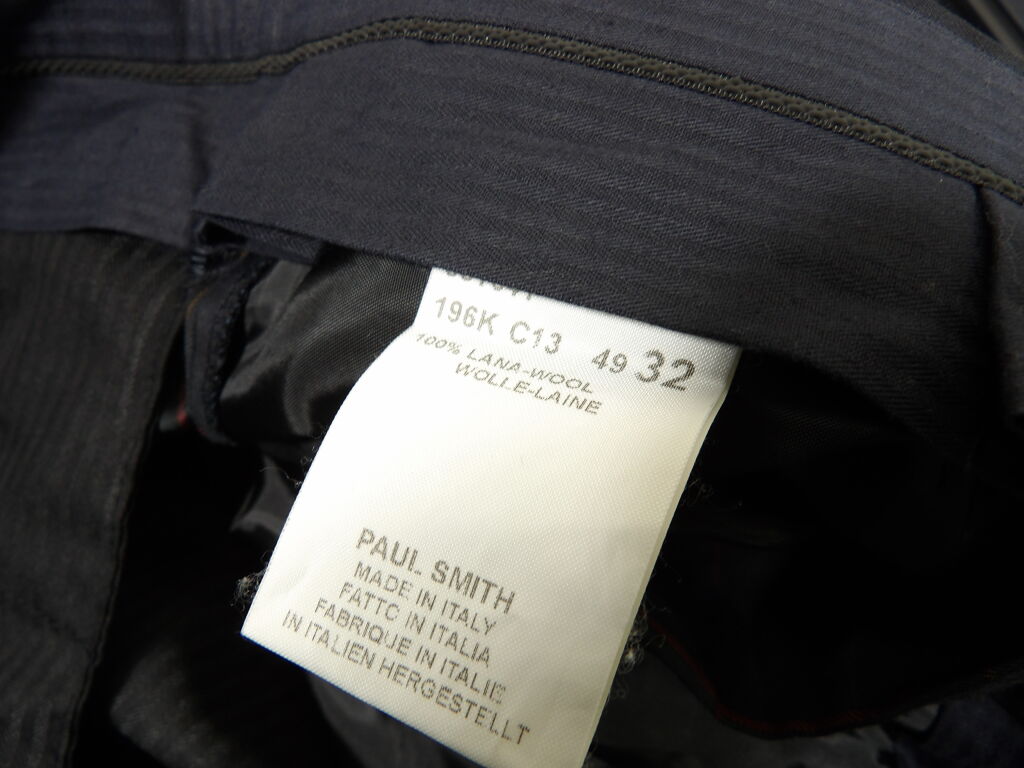 196K C13 49 32
100% LANA-WOOL
WOLLE-LAINE
PAUL SMITH
MADE IN ITALY
FATTO IN ITALIA
FABRIQUE IN ITALIE
IN ITALIEN HERGESTELLT